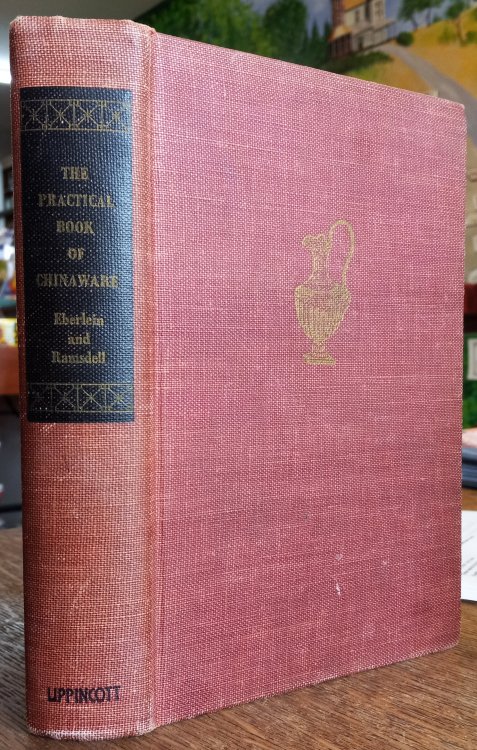 THE
PRACTICAL
BOOK
OF
CHINAWARE
Eberlein
and
Ramsdell
LIPPINCOTT